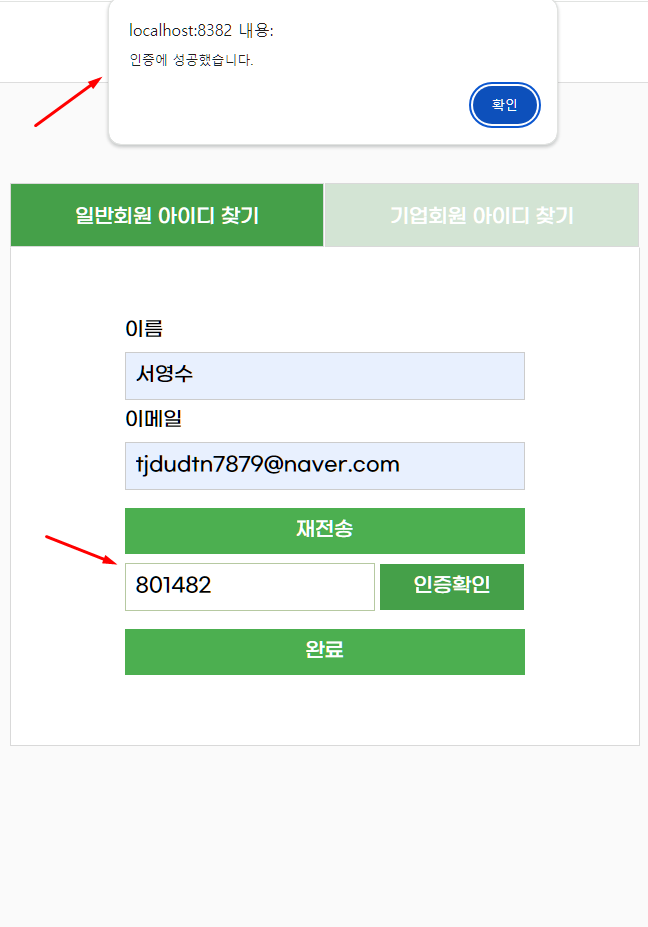 localhost:8382 내용:
인증에 성공했습니다.
확인
일반회원 아이디 찾기
기업회원 아이디 찾기
이름
서영수
이메일
tjdudtn7879@naver.com
재전송
801482
인증확인
완료